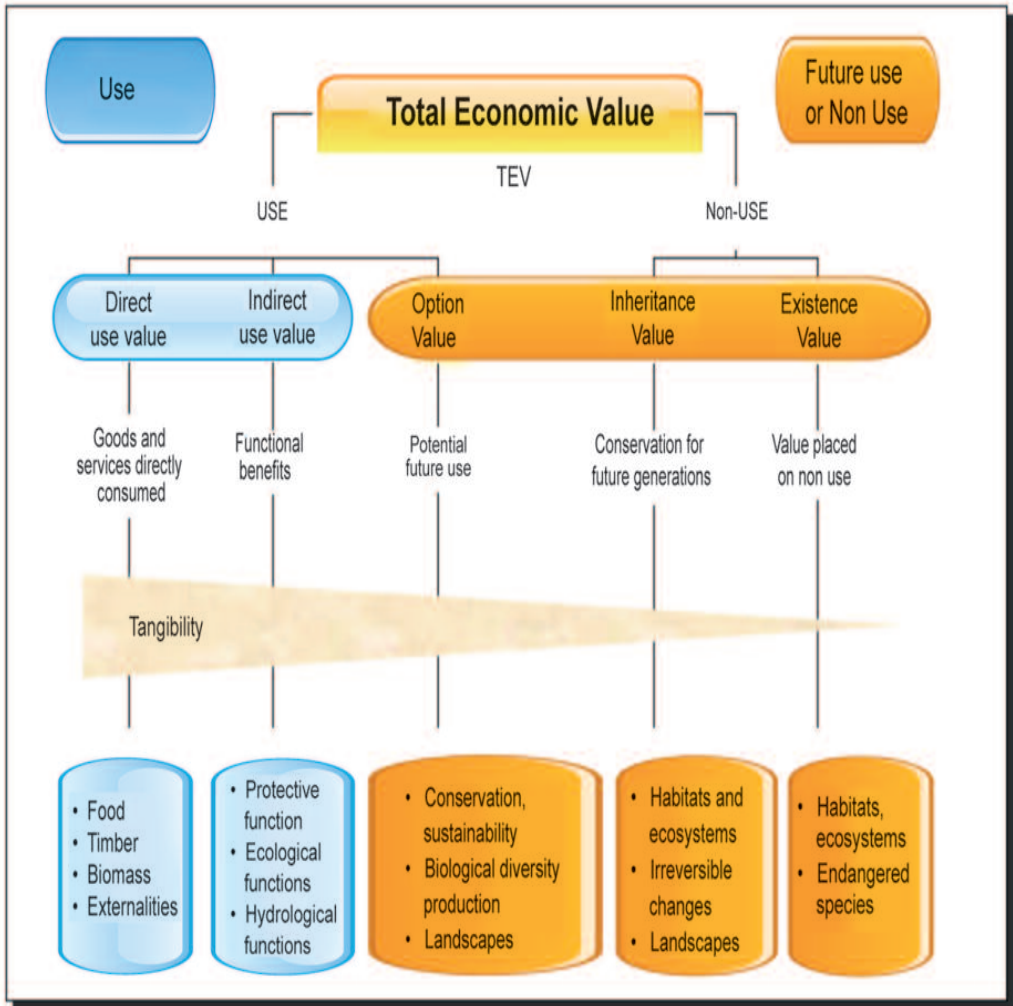 Use
Total Economic Value
Future use
or Non Use
TEV
USE
Non-USE
Direct
use value
Indirect
use value
Option
Value
Inheritance
Value
Existence
Value
Goods and
services directly
consumed
Functional
benefits
Potential
future use
Conservation for
future generations
Value placed
on non use
Tangibility
• Food
• Timber
• Biomass
• Externalities
• Protective
function
• Ecological
functions
• Hydrological
functions
• Conservation,
sustainability
• Biological diversity
production
• Landscapes
• Habitats and
ecosystems
• Irreversible
changes
• Landscapes
• Habitats,
ecosystems
• Endangered
species